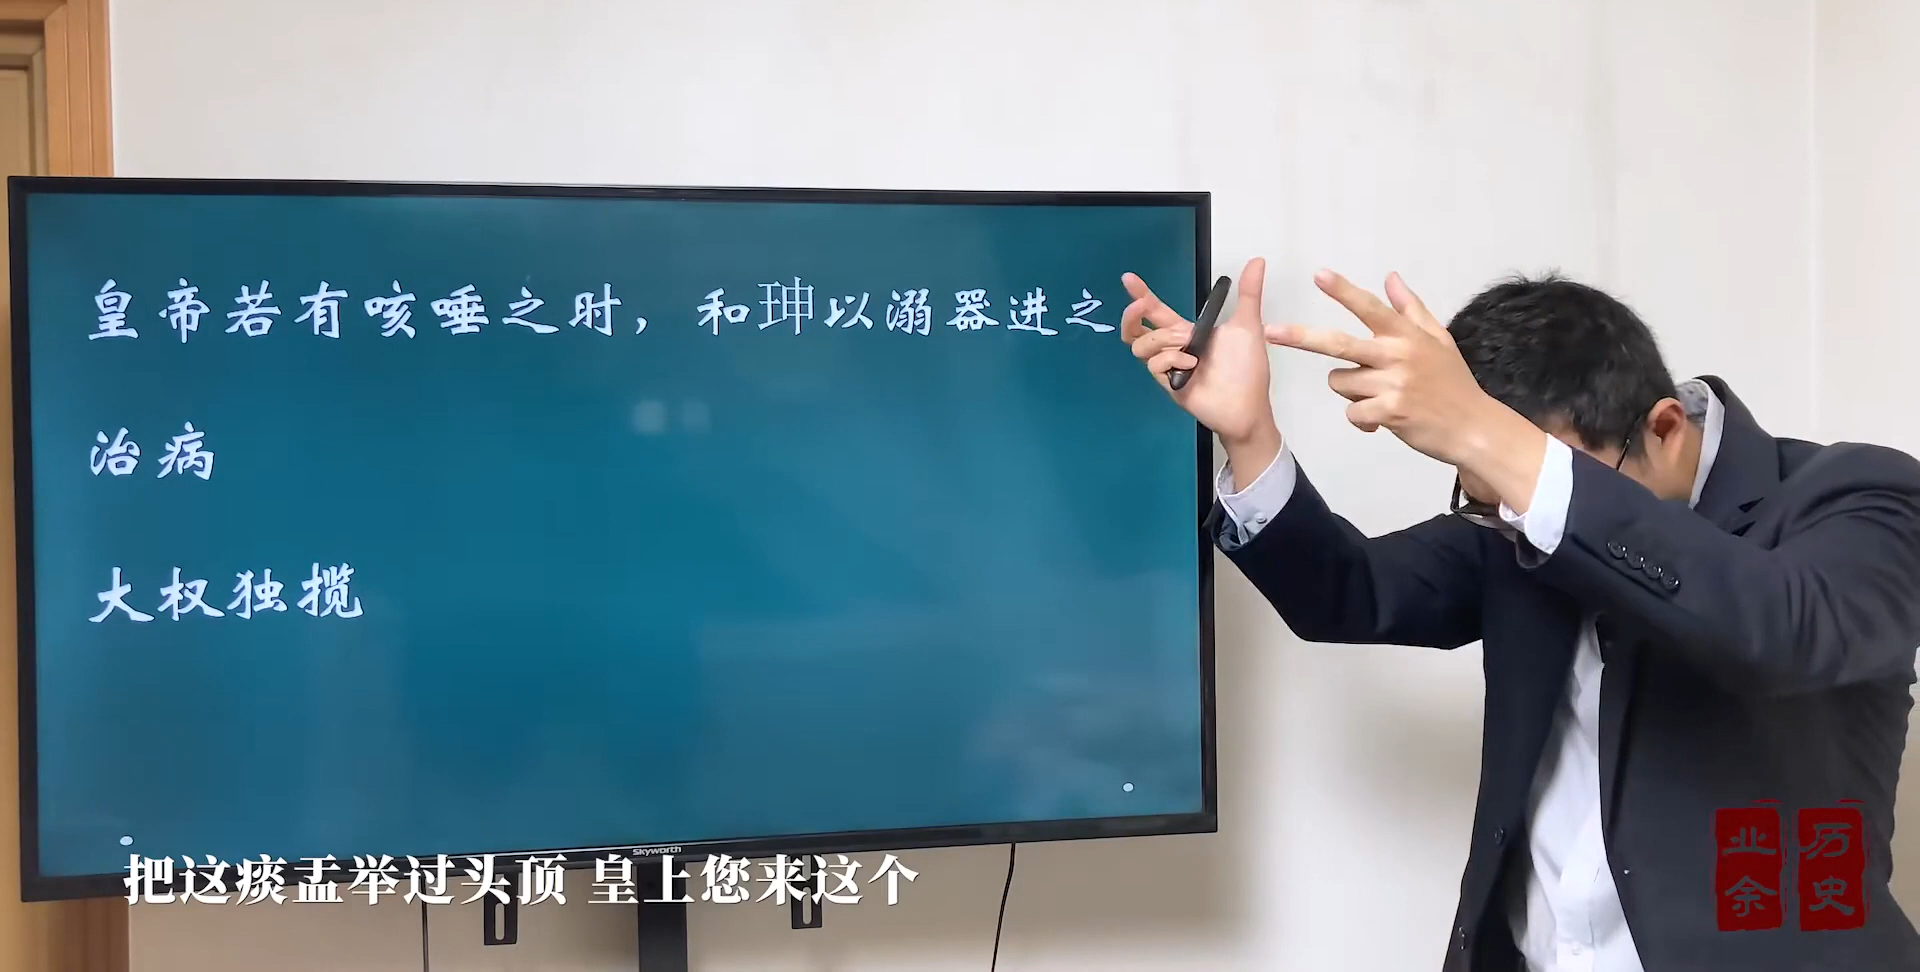 皇帝若有咳唾之时，和珅以溺器进之
治病
大权独揽
Skyworth
把这痰盂举过头顶 皇上您来这个
业余
历史